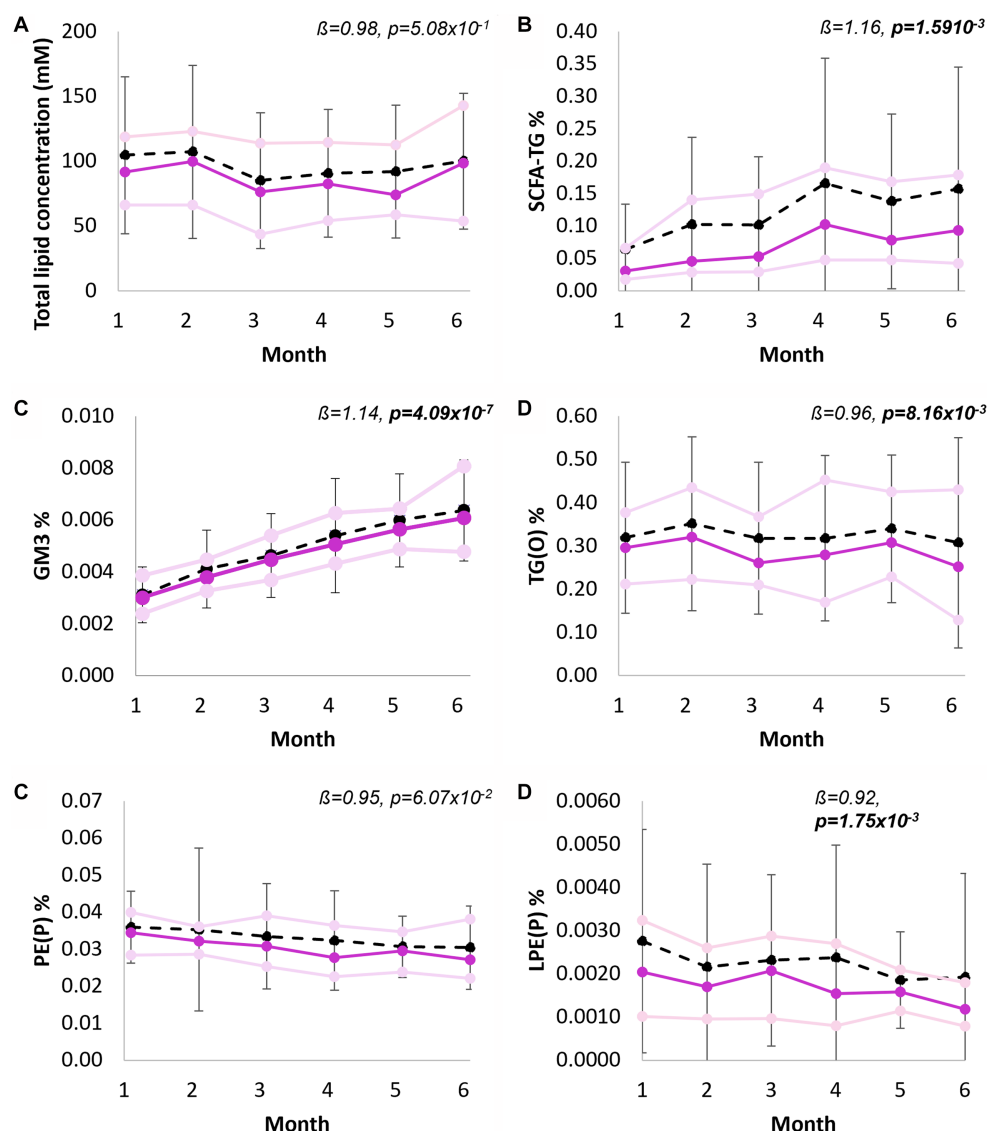 A
ß=0.98, p=5.08x10-1
Total lipid concentration (mM)
200
150
100
50
0
1 2 3 4 5 6
Month
B
ß=1.16, p=1.5910-3
SCFA-TG %
0.40
0.35
0.30
0.25
0.20
0.15
0.10
0.05
0.00
1 2 3 4 5 6
Month
C
ß=1.14, p=4.09x10-7
GM3 %
0.010
0.008
0.006
0.004
0.002
0.000
1 2 3 4 5 6
Month
D
ß=0.96, p=8.16x10-3
TG(O) %
0.60
0.50
0.40
0.30
0.20
0.10
0.00
1 2 3 4 5 6
Month
C
ß=0.95, p=6.07x10-2
PE(P) %
0.07
0.06
0.05
0.04
0.03
0.02
0.01
0.00
1 2 3 4 5 6
Month
D
ß=0.92,
p=1.75x10-3
LPE(P) %
0.0060
0.0050
0.0040
0.0030
0.0020
0.0010
0.0000
1 2 3 4 5 6
Month